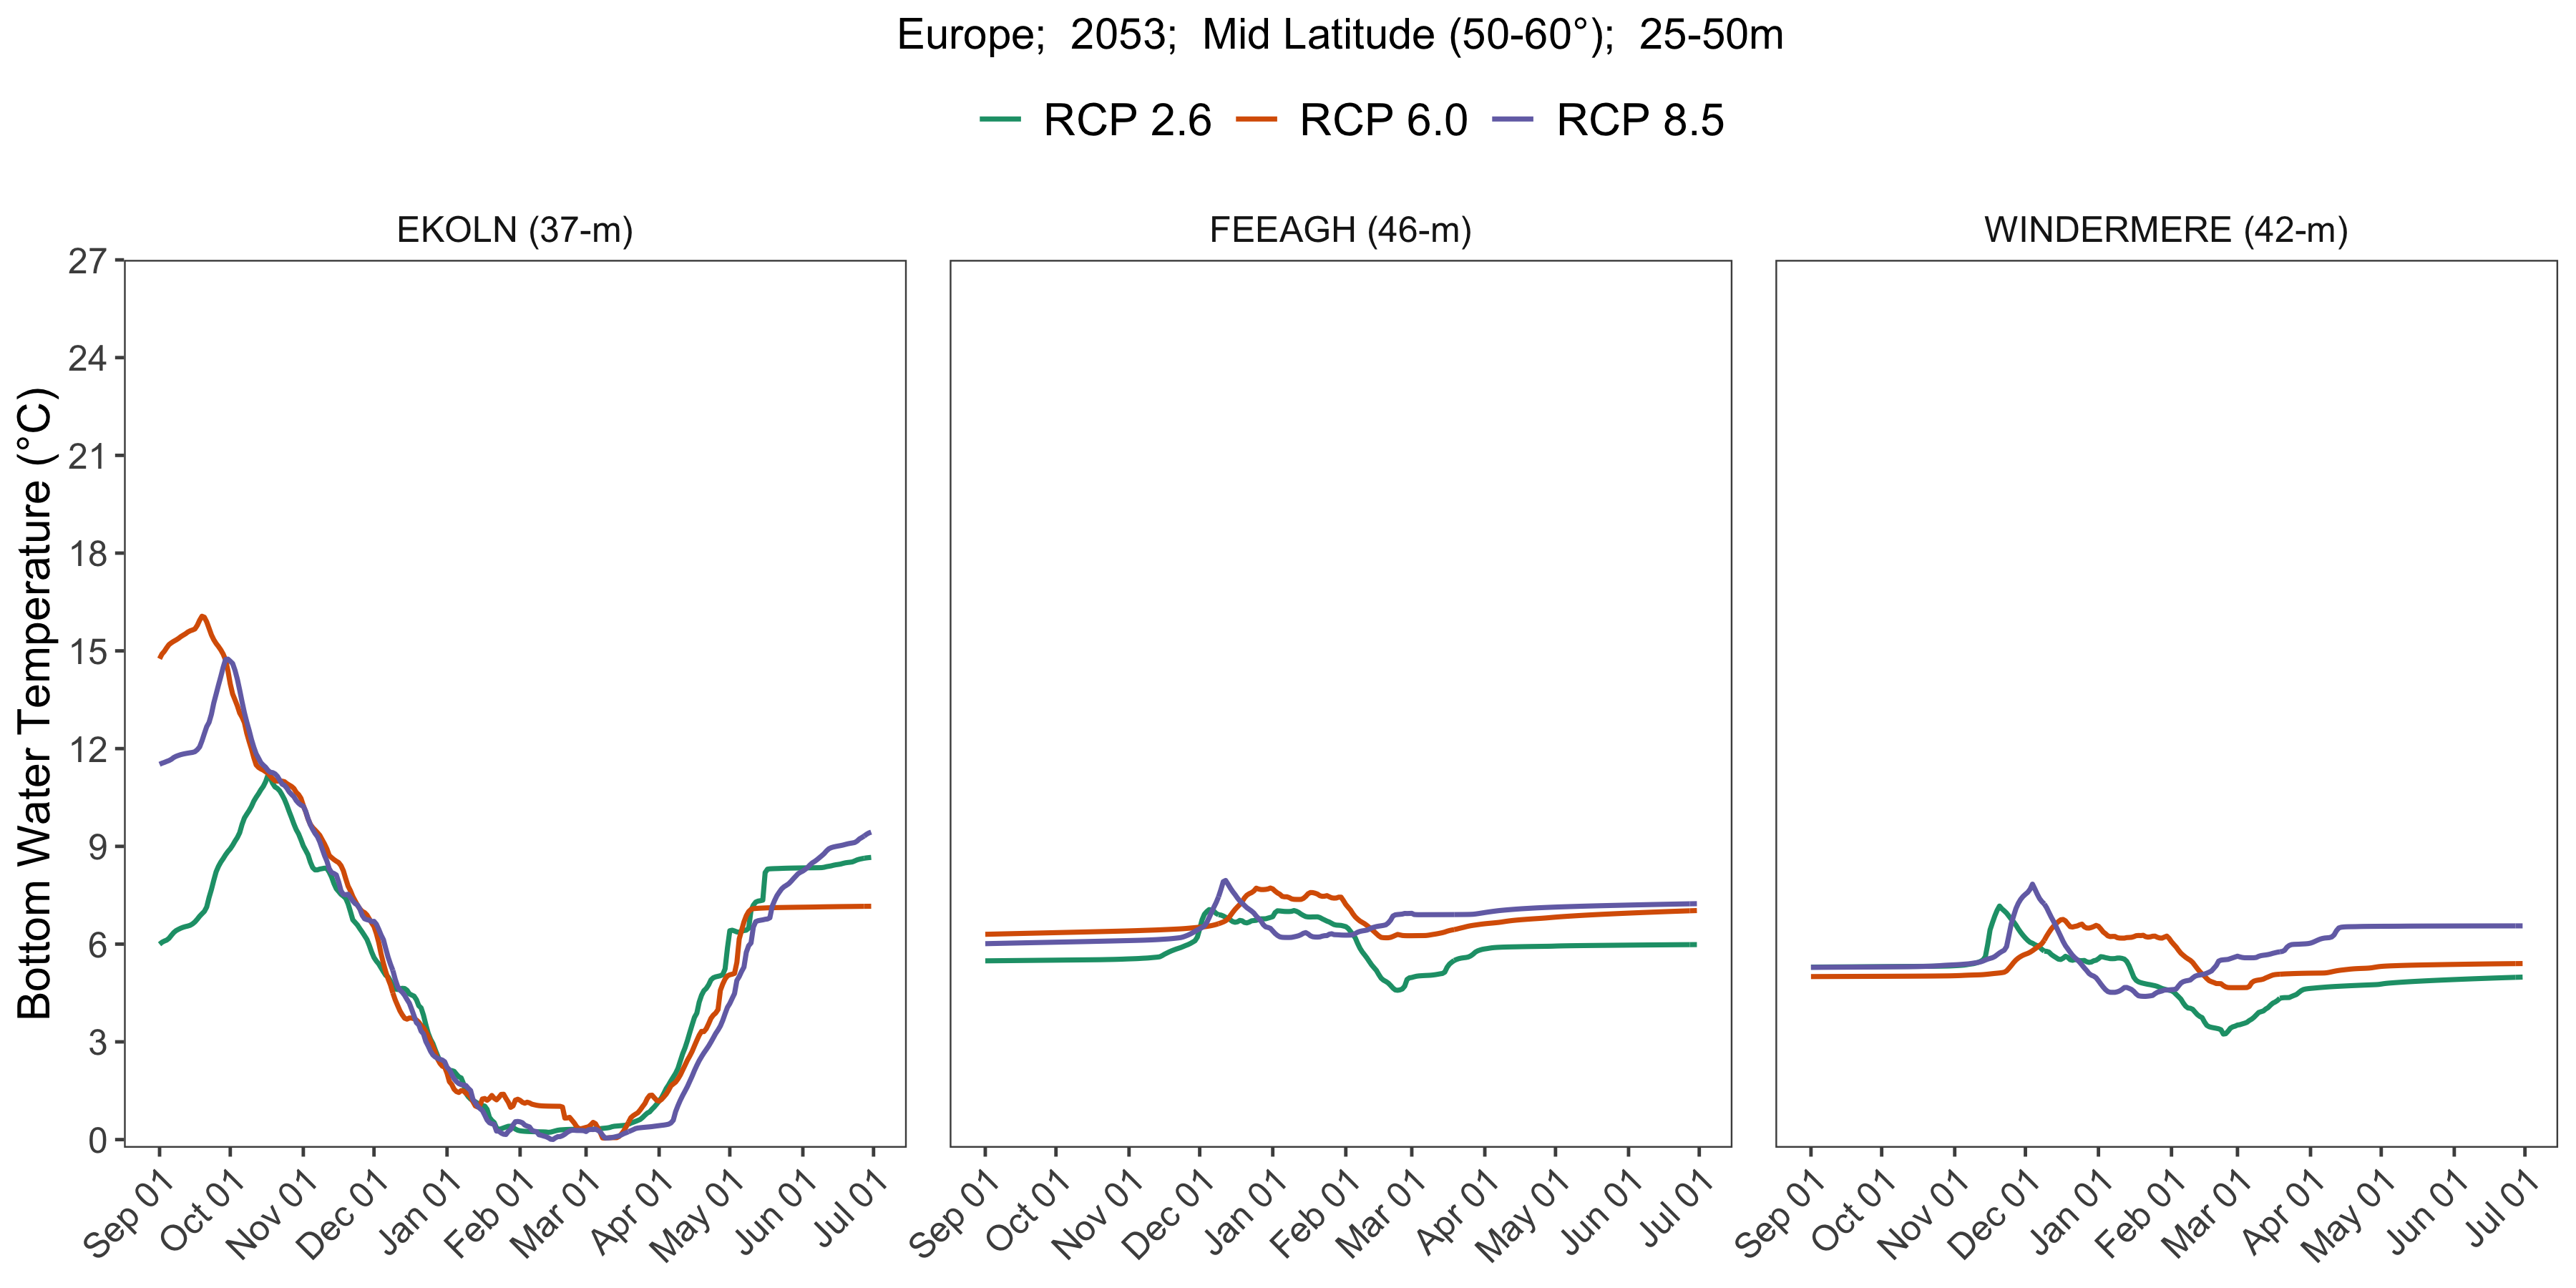 Europe;  2053;  Mid Latitude (50-60°);  25-50m
RCP 2.6 RCP 6.0 RCP 8.5
EKOLN (37-m) FEEAGH (46-m) WINDERMERE (42-m)
Bottom Water Temperature (°C)
27
24
21
18
15
12
9
6
3
0
Sep 01 Oct 01 Nov 01 Dec 01 Jan 01 Feb 01 Mar 01 Apr 01 May 01 Jun 01 Jul 01 Sep 01 Oct 01 Nov 01 Dec 01 Jan 01 Feb 01 Mar 01 Apr 01 May 01 Jun 01 Jul 01 Sep 01 Oct 01 Nov 01 Dec 01 Jan 01 Feb 01 Mar 01 Apr 01 May 01 Jun 01 Jul 01